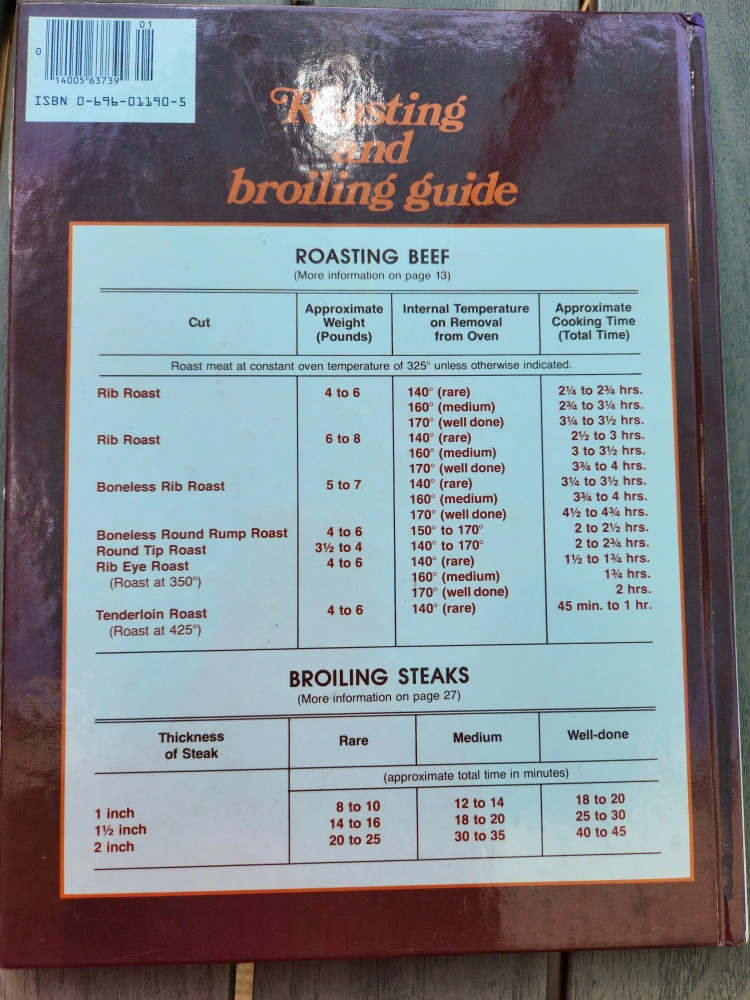 01
0
14005 63739
ISBN 0-696-01190-5
Roasting
and
broiling guide
ROASTING BEEF
(More information on page 13)
Cut Approximate Weight (Pounds) Internal Temperature on Removal from Oven Approximate Cooking Time (Total Time)
Roast meat at constant oven temperature of 325° unless otherwise indicated.
Rib Roast 4 to 6 140° (rare) 2¼ to 2¾ hrs.
160° (medium) 2¾ to 3¼ hrs.
170° (well done) 3¼ to 3½ hrs.
Rib Roast 6 to 8 140° (rare) 2½ to 3 hrs.
160° (medium) 3 to 3½ hrs.
170° (well done) 3¾ to 4 hrs.
Boneless Rib Roast 5 to 7 140° (rare) 3¼ to 3½ hrs.
160° (medium) 3¾ to 4 hrs.
170° (well done) 4½ to 4¾ hrs.
Boneless Round Rump Roast 4 to 6 150° to 170° 2 to 2½ hrs.
Round Tip Roast 3½ to 4 140° to 170° 2 to 2¾ hrs.
Rib Eye Roast 4 to 6 140° (rare) 1½ to 1¾ hrs.
(Roast at 350°) 160° (medium) 1¾ hrs.
170° (well done) 2 hrs.
Tenderloin Roast 4 to 6 140° (rare) 45 min. to 1 hr.
(Roast at 425°)
BROILING STEAKS
(More information on page 27)
Thickness of Steak Rare Medium Well-done
(approximate total time in minutes)
1 inch 8 to 10 12 to 14 18 to 20
1½ inch 14 to 16 18 to 20 25 to 30
2 inch 20 to 25 30 to 35 40 to 45